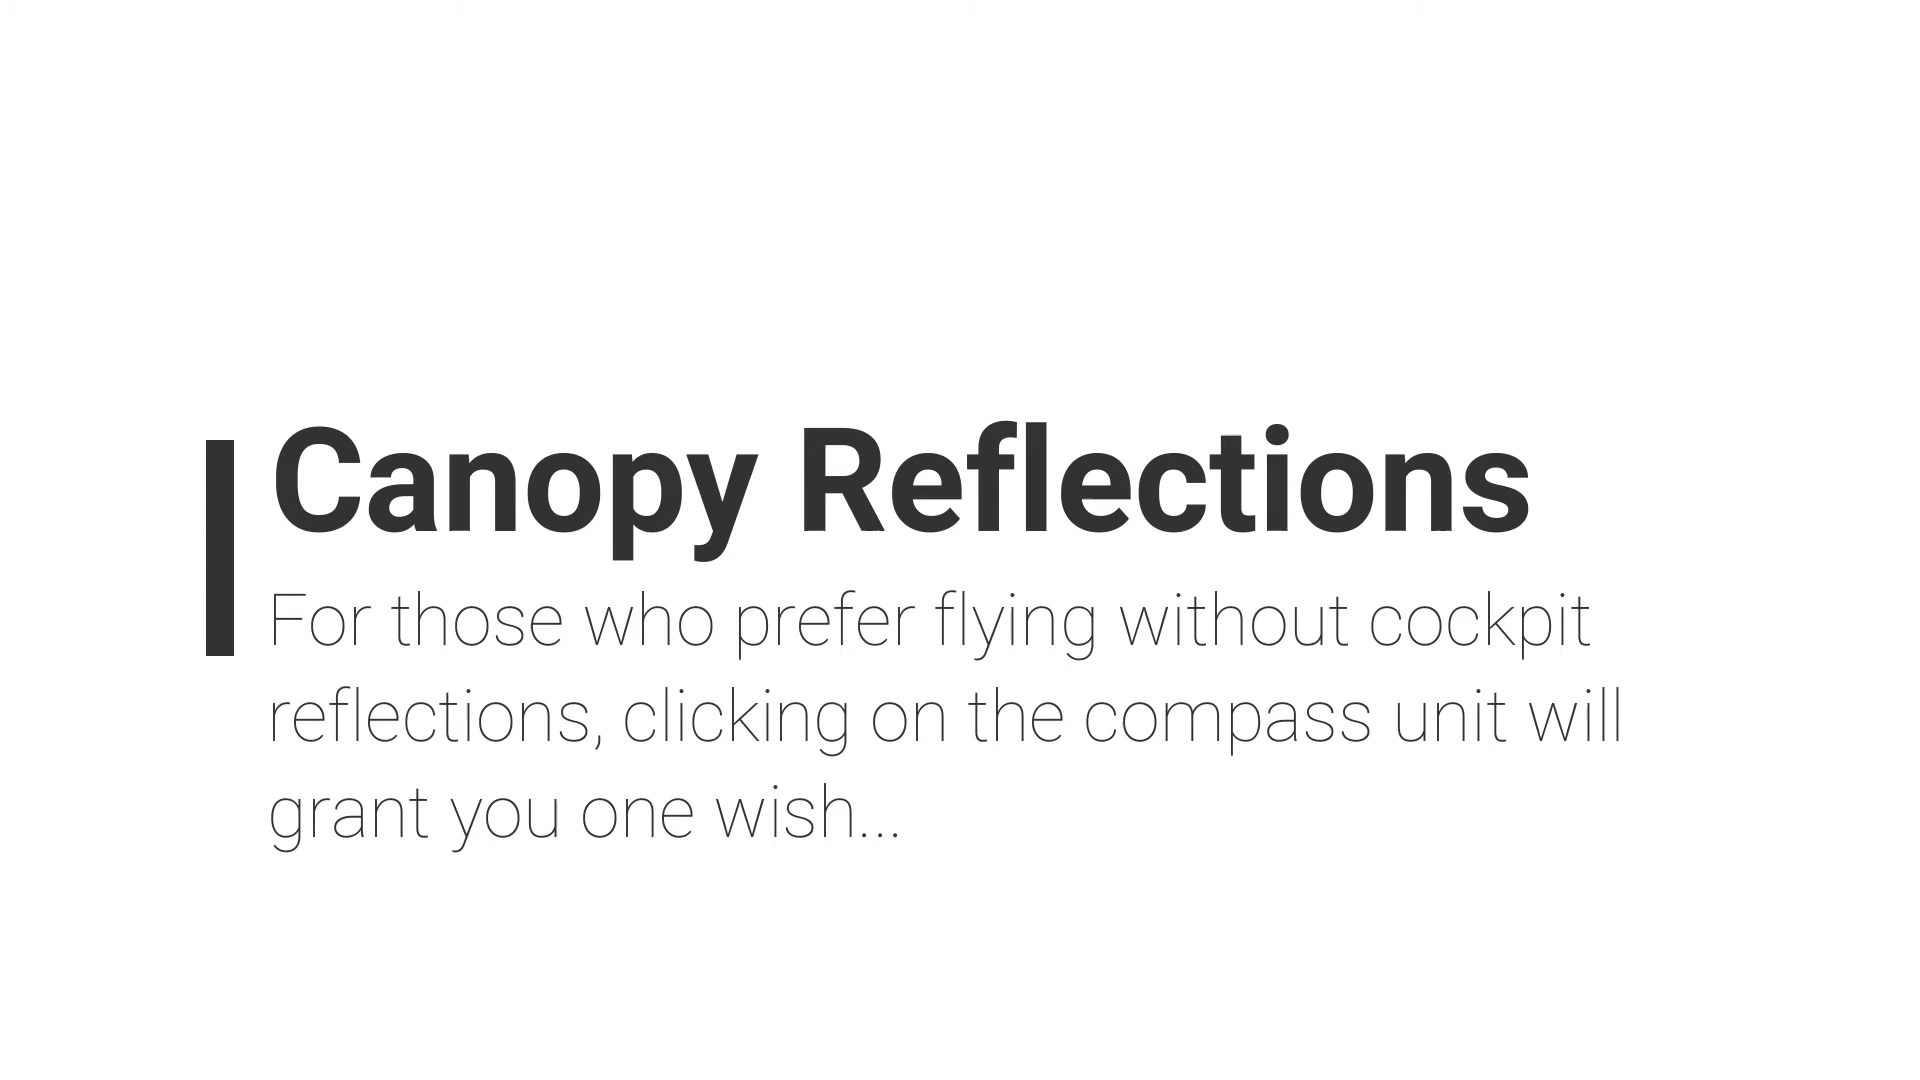 Canopy Reflections
For those who prefer flying without cockpit
reflections, clicking on the compass unit will
grant you one wish...